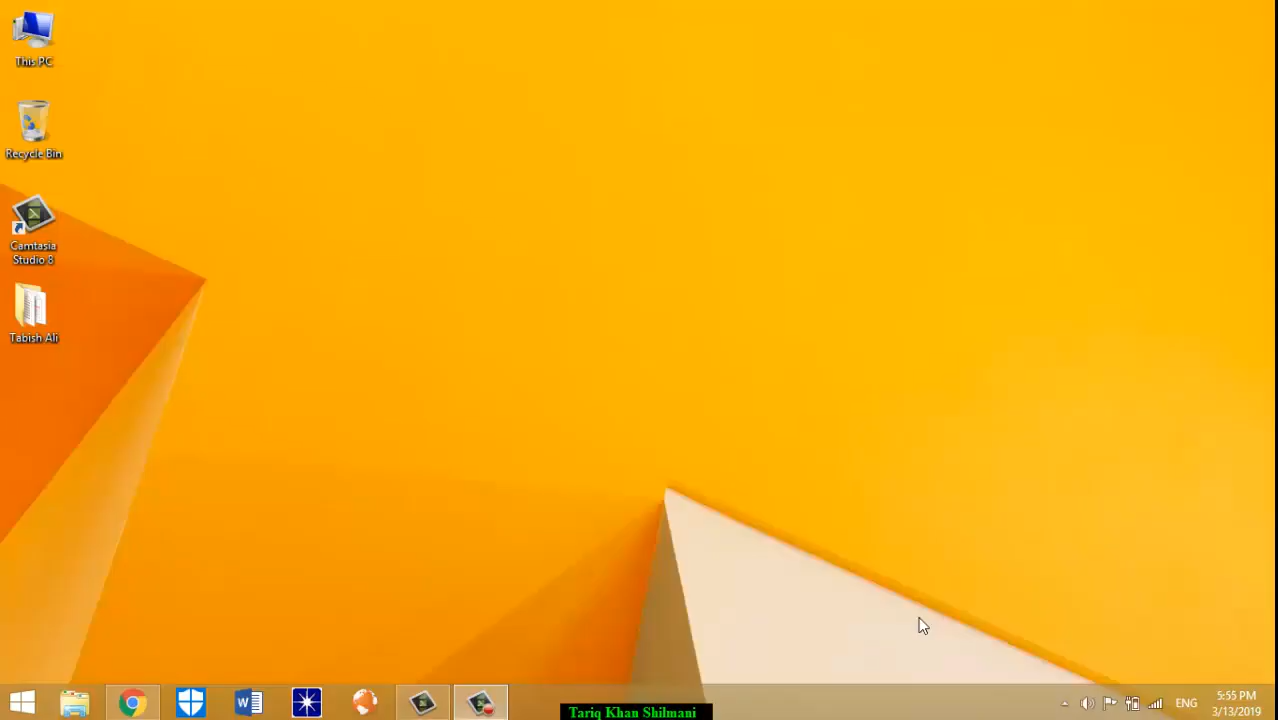 This PC
Recycle Bin
Camtasia
Studio 8
Tabish Ali
ENG
5:55 PM
3/13/2019
Tariq Khan Shilmani